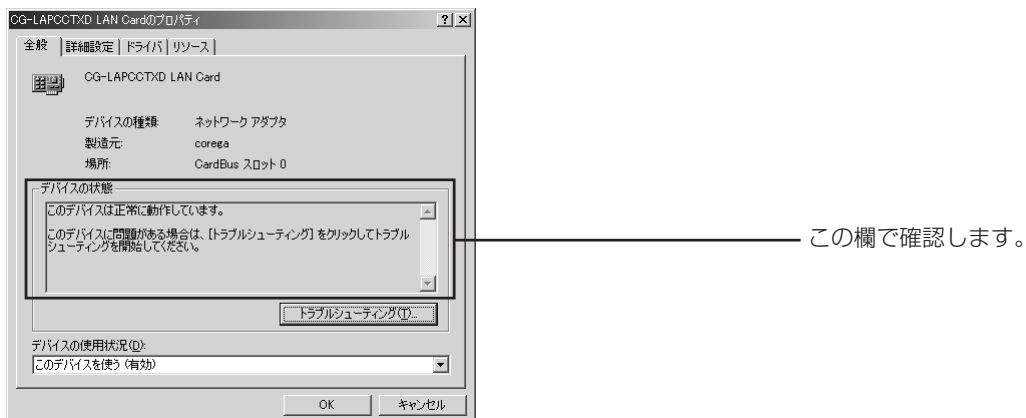 CG-LAPCCTXD LAN Cardのプロパティ
全般 詳細設定 ドライバ リソース
CG-LAPCCTXD LAN Card
デバイスの種類: ネットワーク アダプタ
製造元: corega
場所: CardBus スロット 0
デバイスの状態
このデバイスは正常に動作しています。
このデバイスに問題がある場合は、[トラブルシューティング] をクリックしてトラブル
シューティングを開始してください。
この欄で確認します。
トラブルシューティング(T)...
デバイスの使用状況(D):
このデバイスを使う (有効)
OK キャンセル